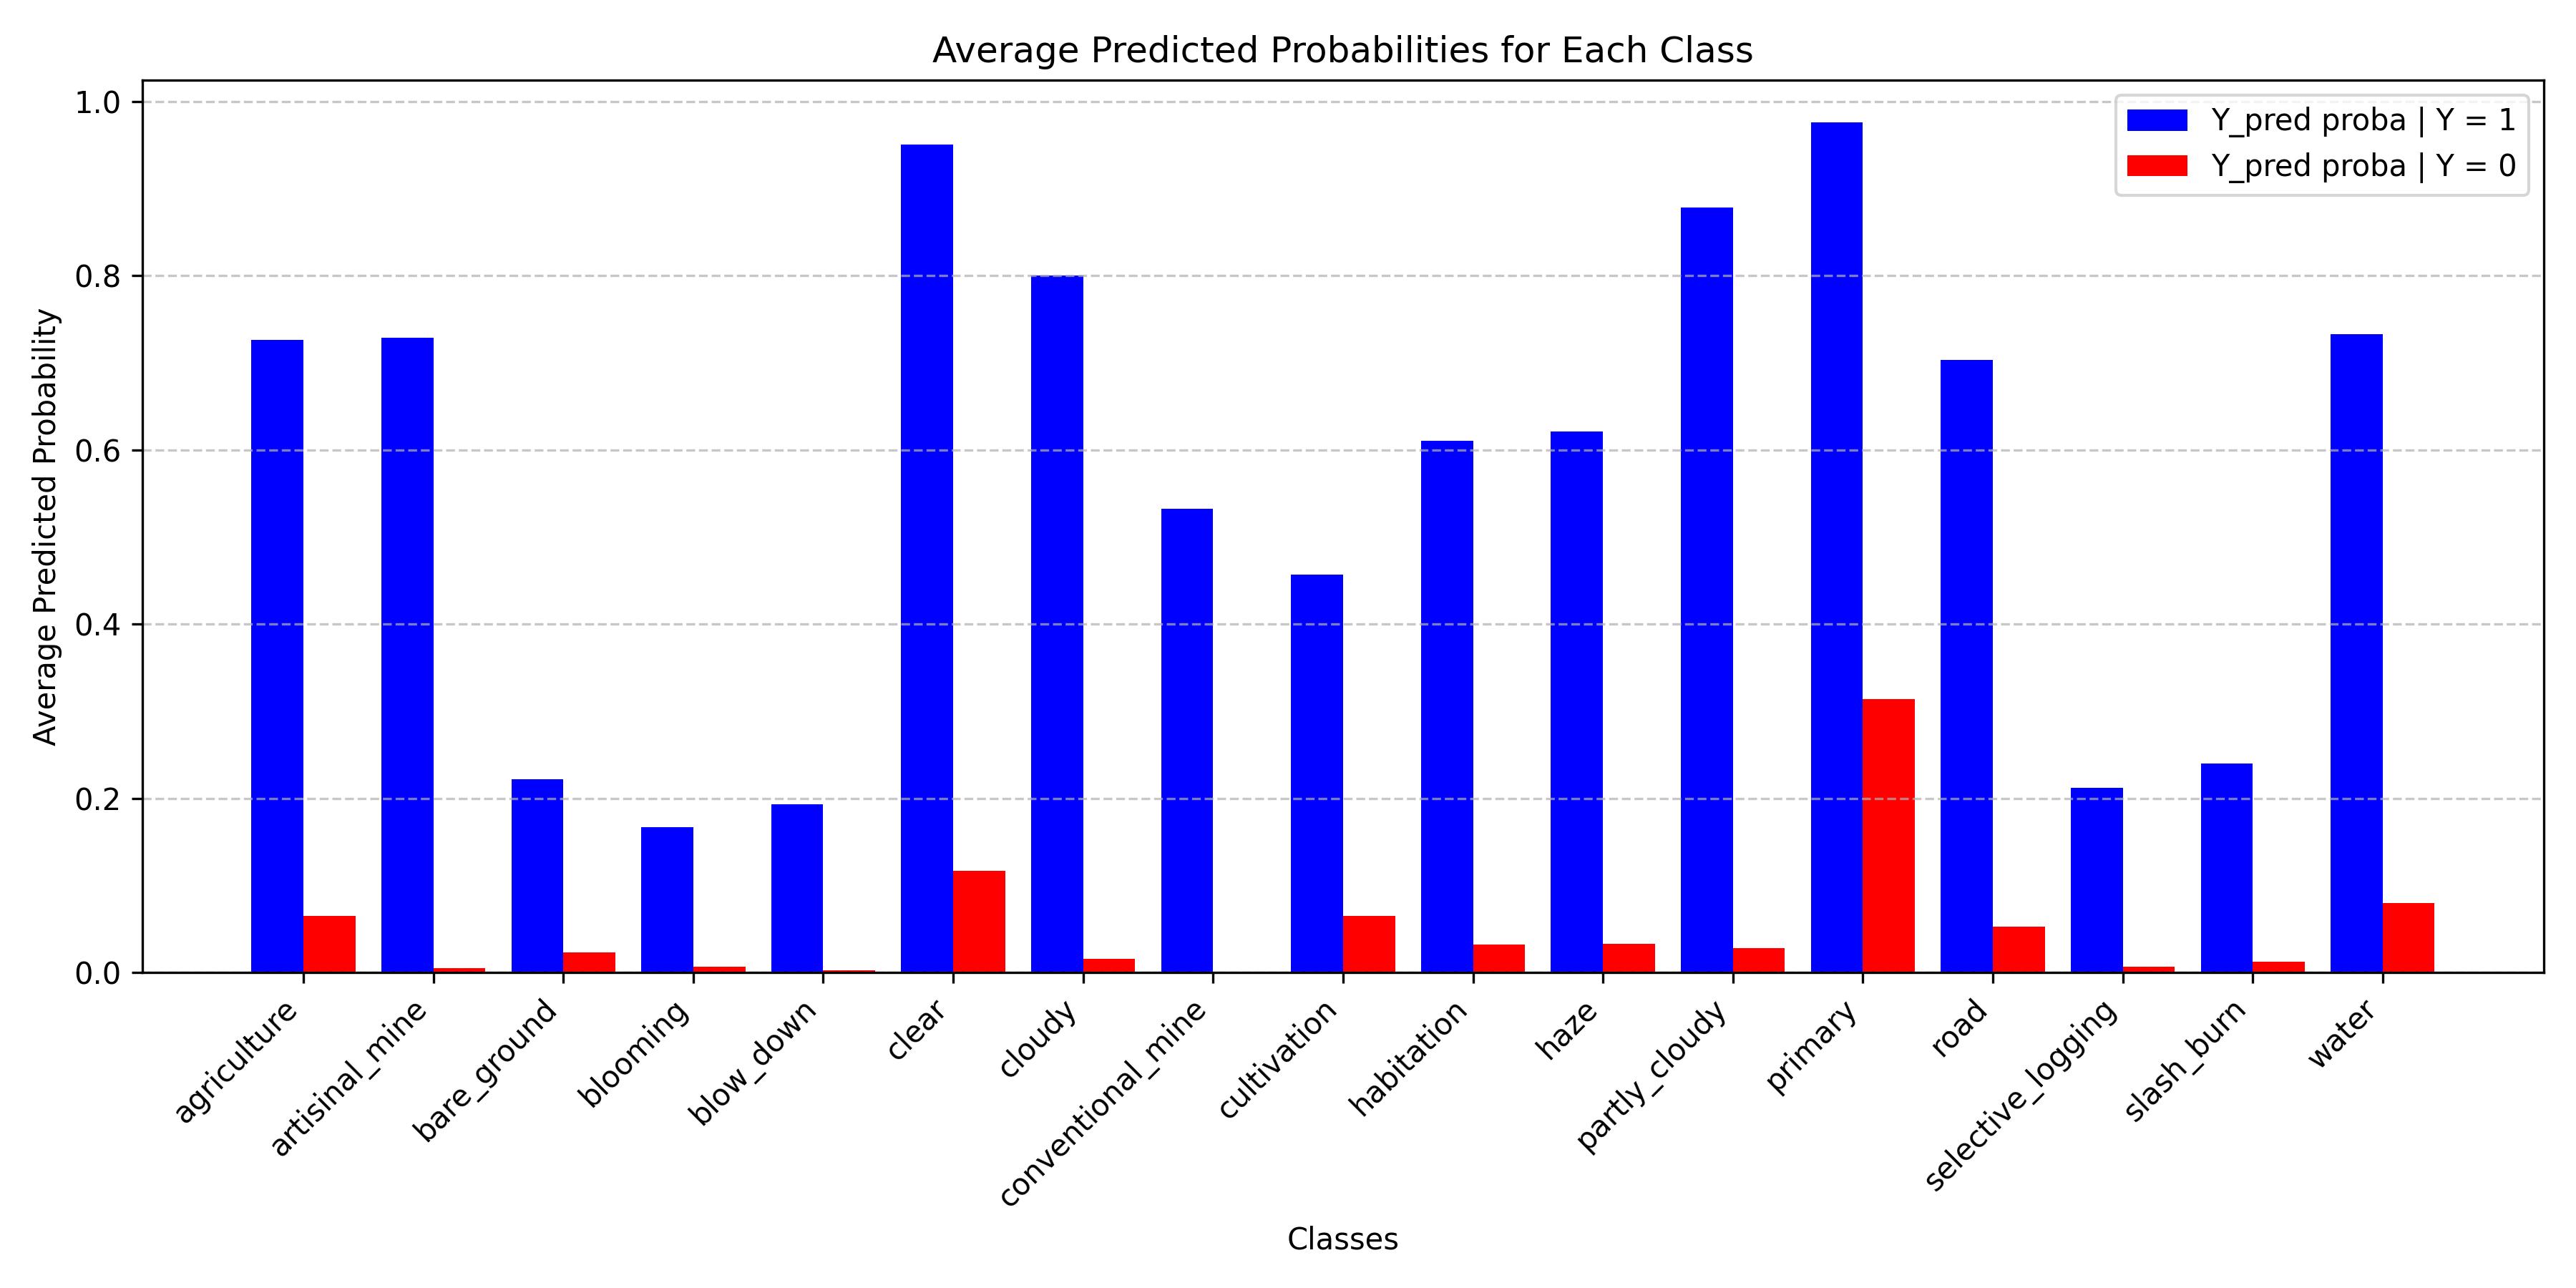 Average Predicted Probabilities for Each Class
Y_pred proba | Y = 1
Y_pred proba | Y = 0
Average Predicted Probability
1.0
0.8
0.6
0.4
0.2
0.0
agriculture
artisinal_mine
bare_ground
blooming
blow_down
clear
cloudy
conventional_mine
cultivation
habitation
haze
partly_cloudy
primary
road
selective_logging
slash_burn
water
Classes